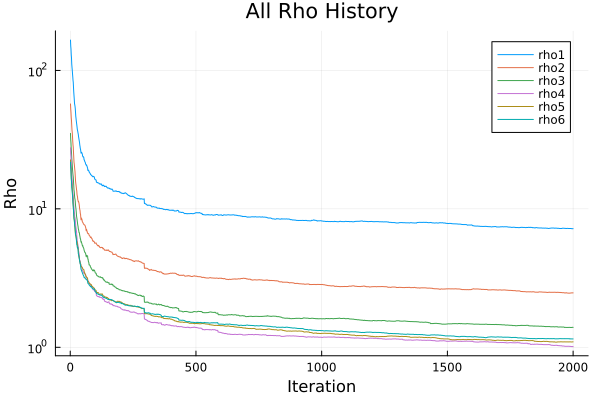 All Rho History
10²
10¹
10⁰
Rho
rho1
rho2
rho3
rho4
rho5
rho6
0 500 1000 1500 2000
Iteration